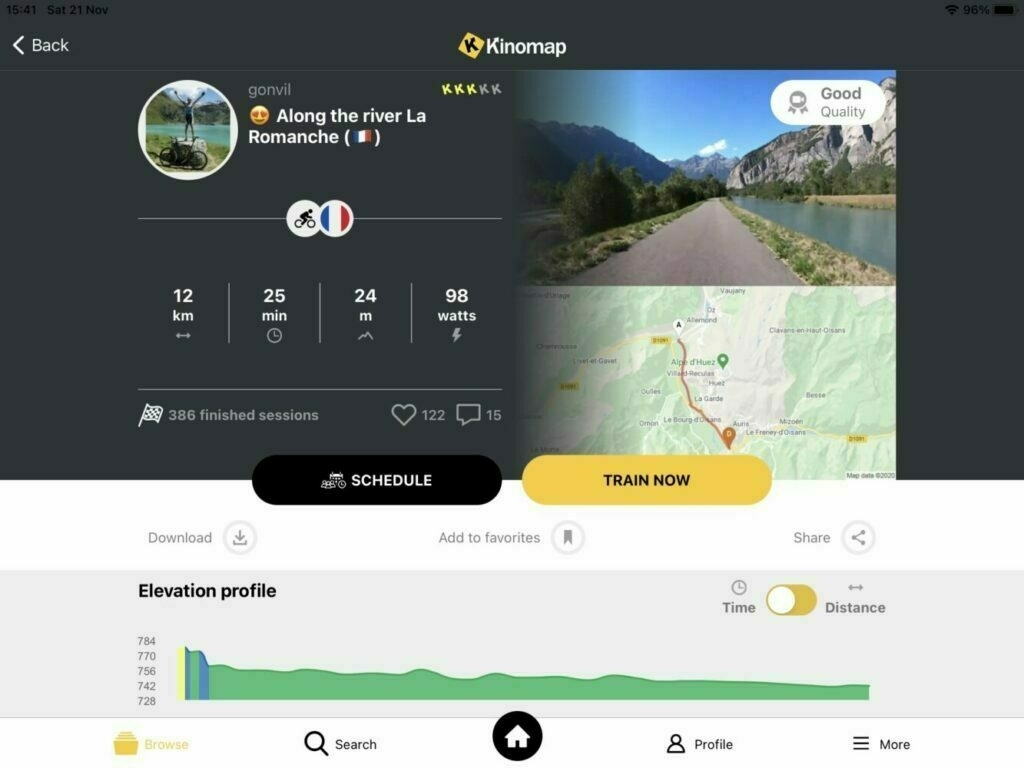 15:41 Sat 21 Nov
96%
Back
Kinomap
gonvil
KKKKK
Along the river La
Romanche ( )
Good
Quality
12
km
25
min
24
m
98
watts
386 finished sessions
122
15
Vaujany
Oz
A
Allemond
Clavans-en-Haut-Oisans
D1091
Chamrousse
Livet-et-Gavet
Alpe d'Huez
Villard-Reculas
Huez
D1091
Oulles
La Garde
Besse
Ornon
Le Bourg-d'Oisans
Auris
Mizoën
D
Le Freney-d'Oisans
D1091
Map data ©2020
SCHEDULE
TRAIN NOW
Download
Add to favorites
Share
Elevation profile
Time
Distance
784
770
756
742
728
Browse
Search
Profile
More